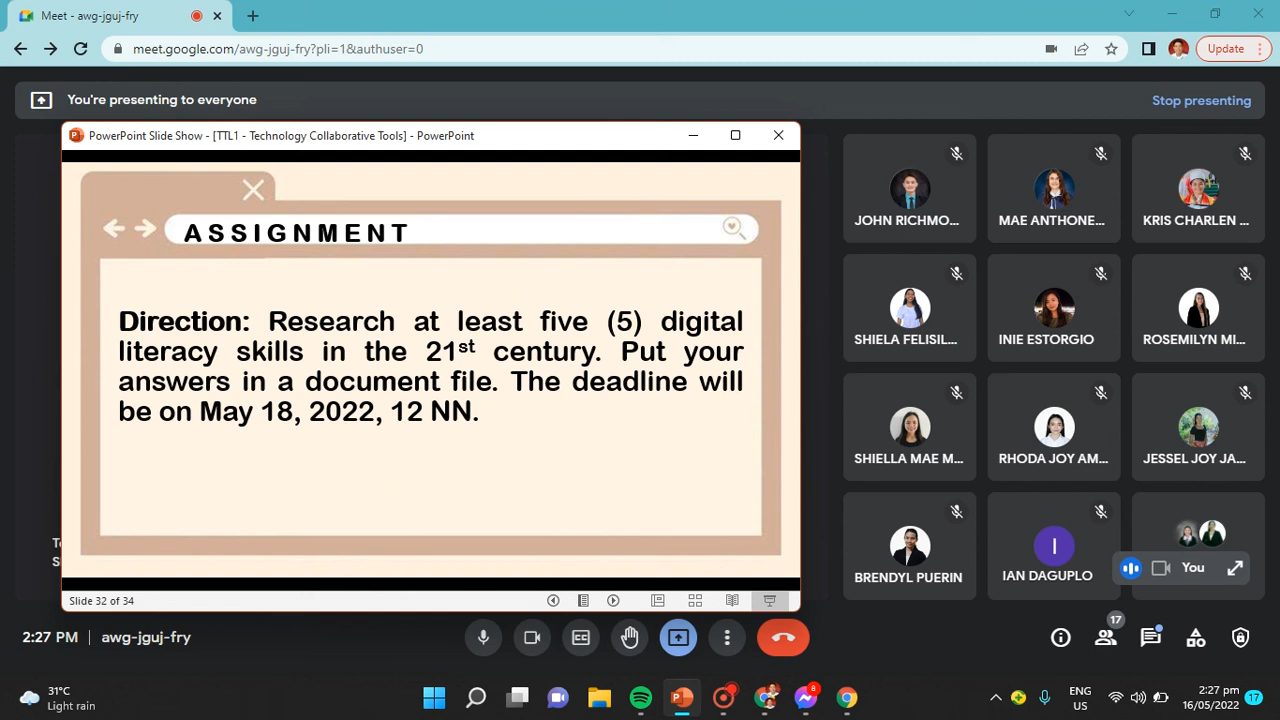 Meet - awg-jguj-fry
meet.google.com/awg-jguj-fry?pli=1&authuser=0
Update
You're presenting to everyone
Stop presenting
PowerPoint Slide Show - [TTL1 - Technology Collaborative Tools] - PowerPoint
ASSIGNMENT
Direction: Research at least five (5) digital
literacy skills in the 21st century. Put your
answers in a document file. The deadline will
be on May 18, 2022, 12 NN.
Slide 32 of 34
JOHN RICHMO...
MAE ANTHONE...
KRIS CHARLEN
SHIELA FELISIL...
INIE ESTORGIO
ROSEMILYN MI...
SHIELLA MAE M...
RHODA JOY AM...
JESSEL JOY JA...
BRENDYL PUERIN
I
IAN DAGUPLO
You
2:27 PM
awg-jguj-fry
CC
17
31°C
Light rain
8
ENG
US
2:27 pm
16/05/2022
17